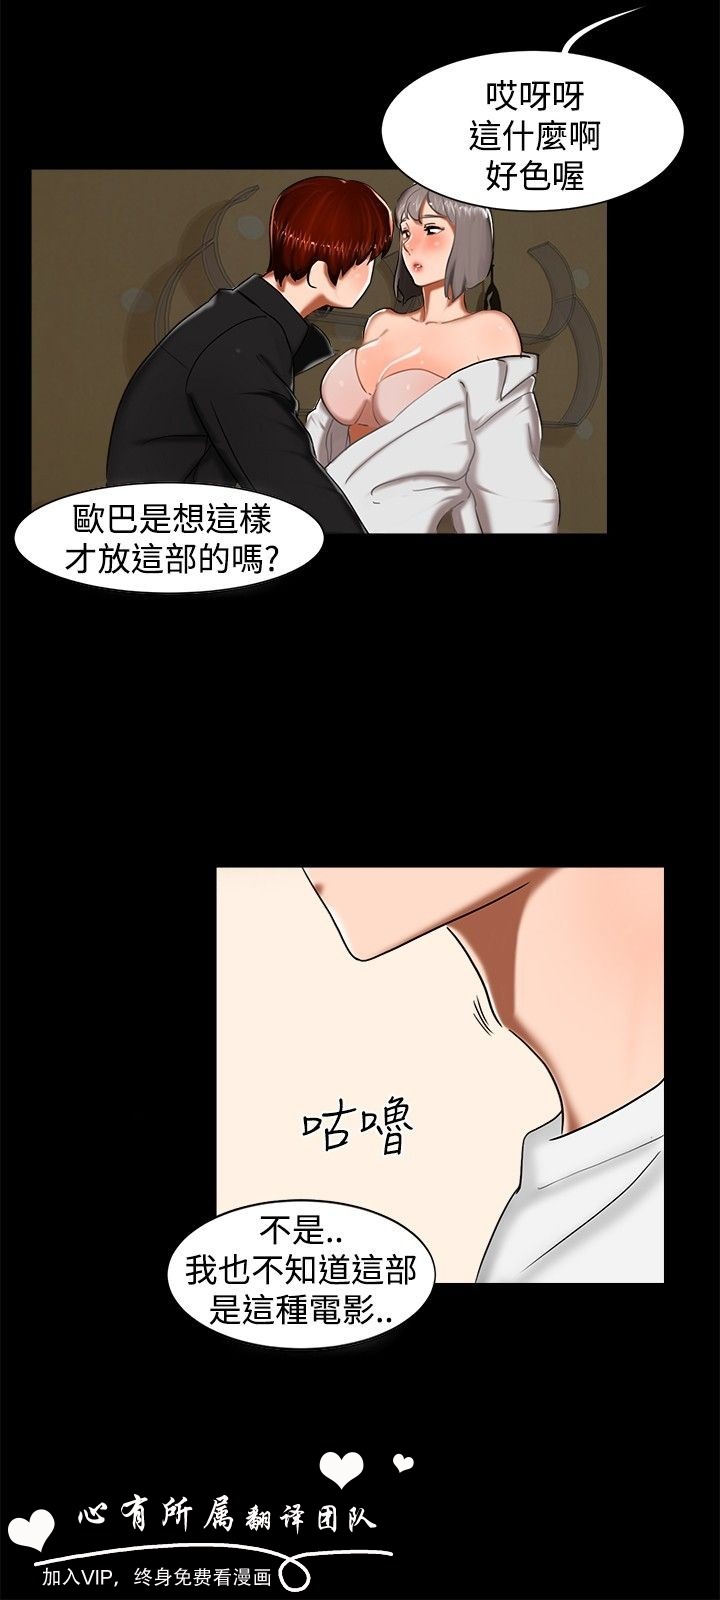 哎呀呀
這什麼啊
好色喔
歐巴是想這樣
才放這部的嗎?
咕嚕
不是..
我也不知道這部
是這種電影..
心有所属翻译团队
加入VIP，终身免费看漫画